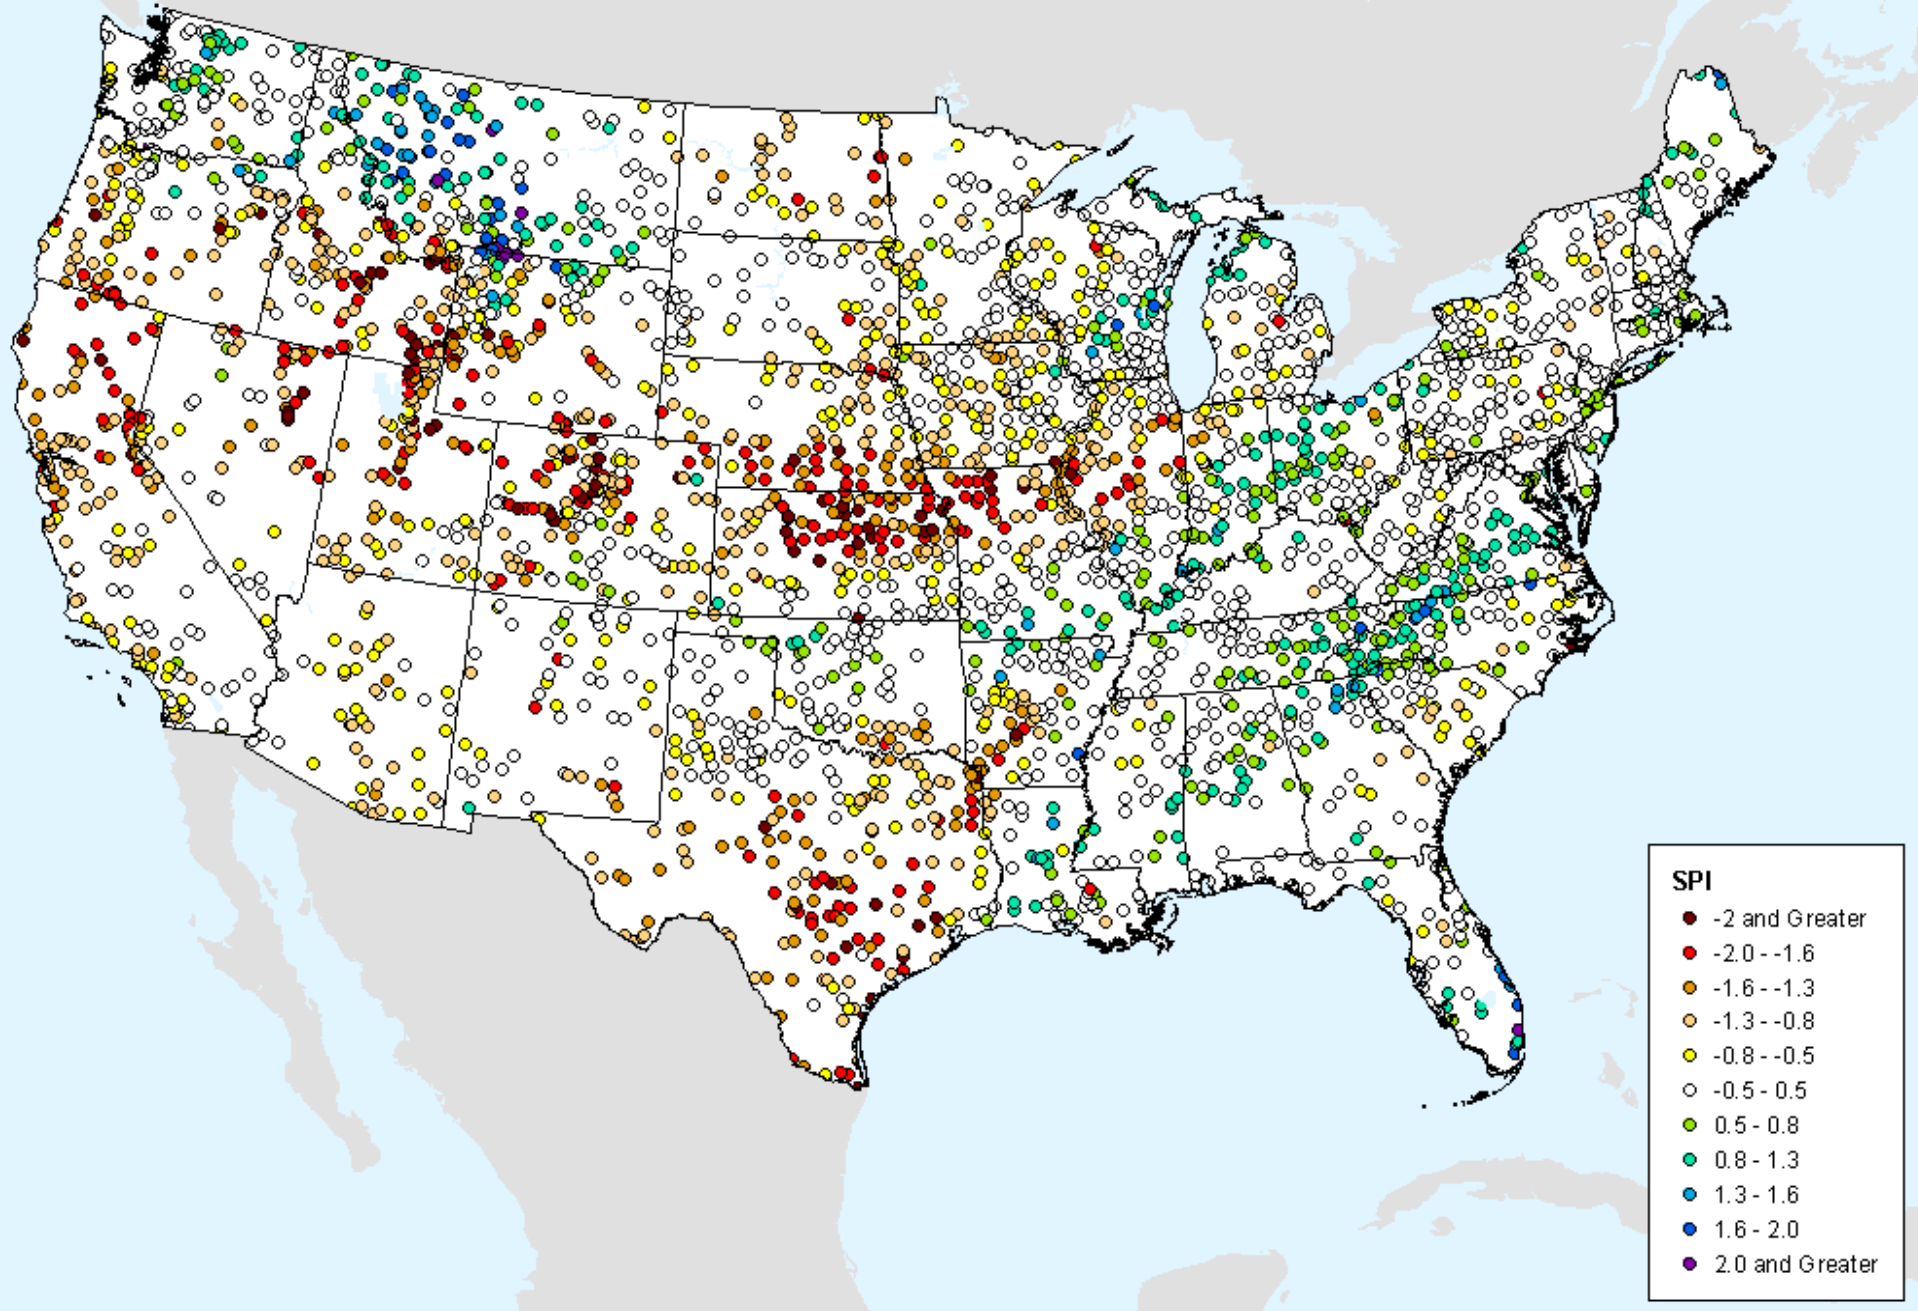 SPI
-2 and Greater
-2.0 - -1.6
-1.6 - -1.3
-1.3 - -0.8
-0.8 - -0.5
-0.5 - 0.5
0.5 - 0.8
0.8 - 1.3
1.3 - 1.6
1.6 - 2.0
2.0 and Greater